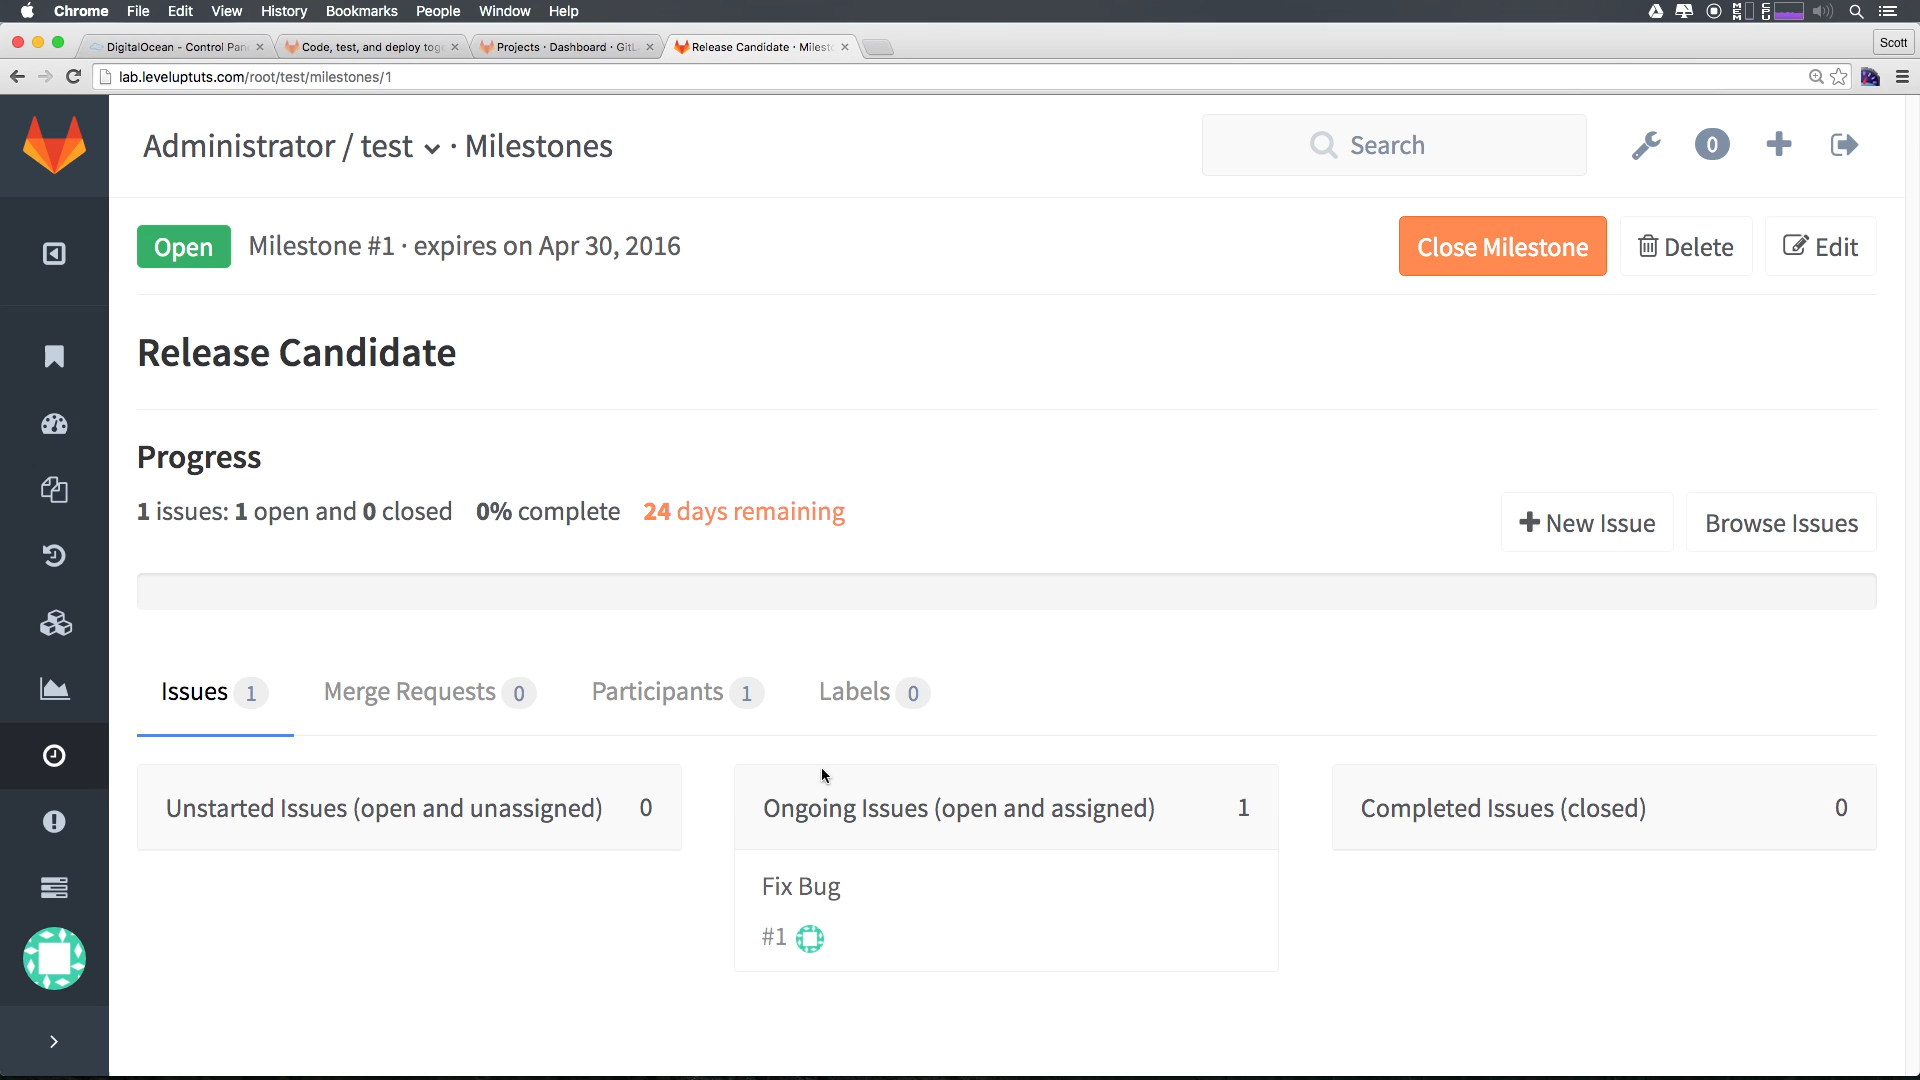 Chrome File Edit View History Bookmarks People Window Help
DigitalOcean - Control Pan
Code, test, and deploy tog
Projects · Dashboard · GitL
Release Candidate · Milest
Scott
lab.leveluptuts.com/root/test/milestones/1
Administrator / test · Milestones
Search
0
Open Milestone #1 · expires on Apr 30, 2016
Close Milestone
Delete
Edit
Release Candidate
Progress
1 issues: 1 open and 0 closed 0% complete 24 days remaining
New Issue
Browse Issues
Issues 1 Merge Requests 0 Participants 1 Labels 0
Unstarted Issues (open and unassigned) 0
Ongoing Issues (open and assigned) 1
Completed Issues (closed) 0
Fix Bug
#1